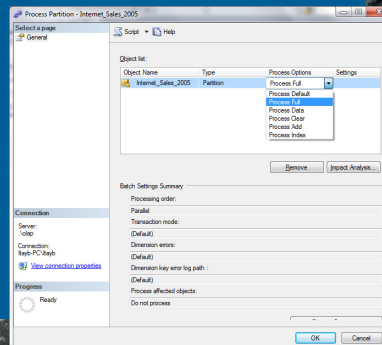 Process Partition - Internet_Sales_2005
Select a page
General
Script
Help
Object list:
Object Name Type Process Options Settings
Internet_Sales_2005 Partition Process Full
Process Default
Process Full
Process Data
Process Clear
Process Add
Process Index
Remove
Impact Analysis...
Batch Settings Summary
Processing order:
Parallel
Transaction mode:
(Default)
Dimension errors:
(Default)
Dimension key error log path :
(Default)
Process affected objects:
Do not process
Connection
Server:
.\olap
Connection:
View connection properties
Progress
Ready
OK
Cancel